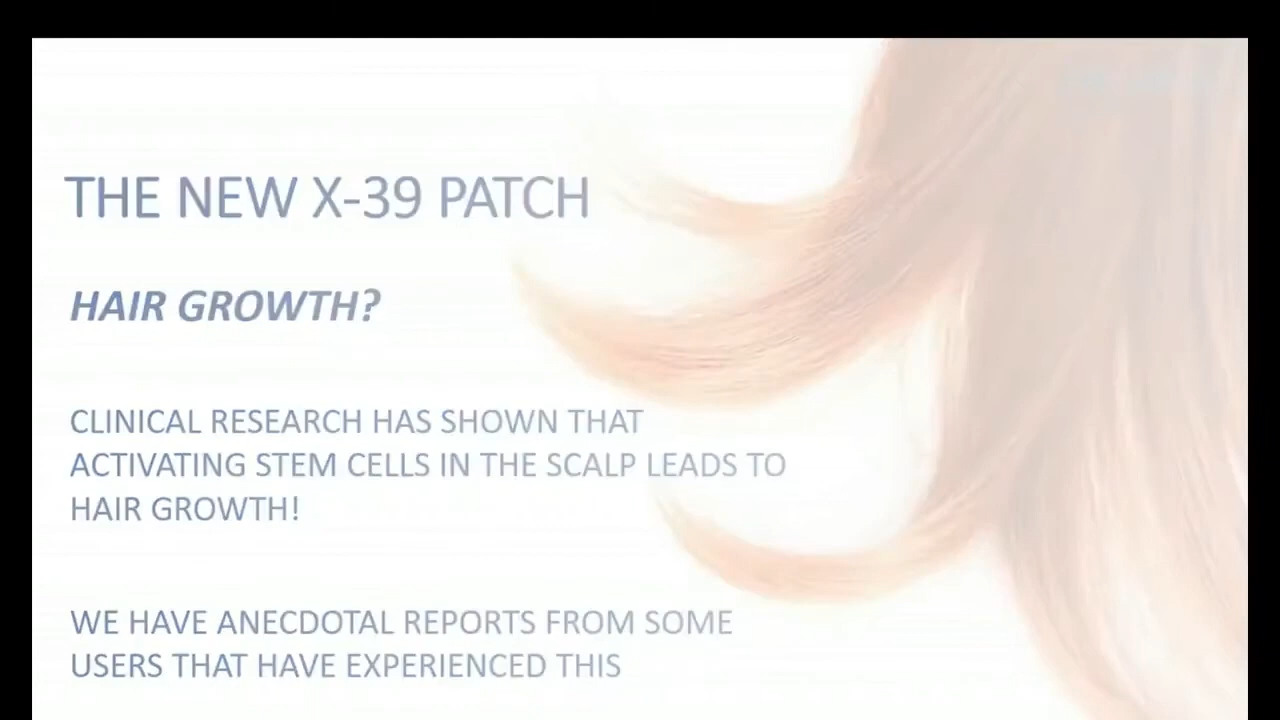 THE NEW X-39 PATCH
HAIR GROWTH?
CLINICAL RESEARCH HAS SHOWN THAT
ACTIVATING STEM CELLS IN THE SCALP LEADS TO
HAIR GROWTH!
WE HAVE ANECDOTAL REPORTS FROM SOME
USERS THAT HAVE EXPERIENCED THIS